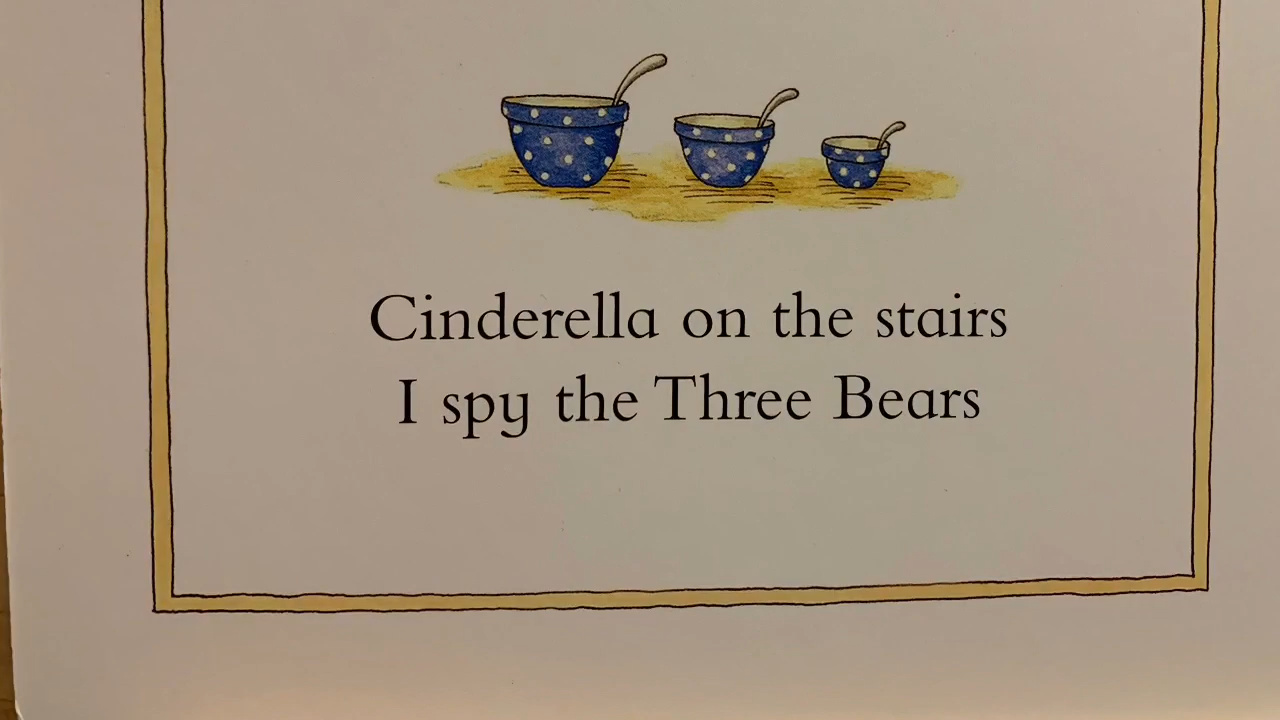 Cinderella on the stairs
I spy the Three Bears